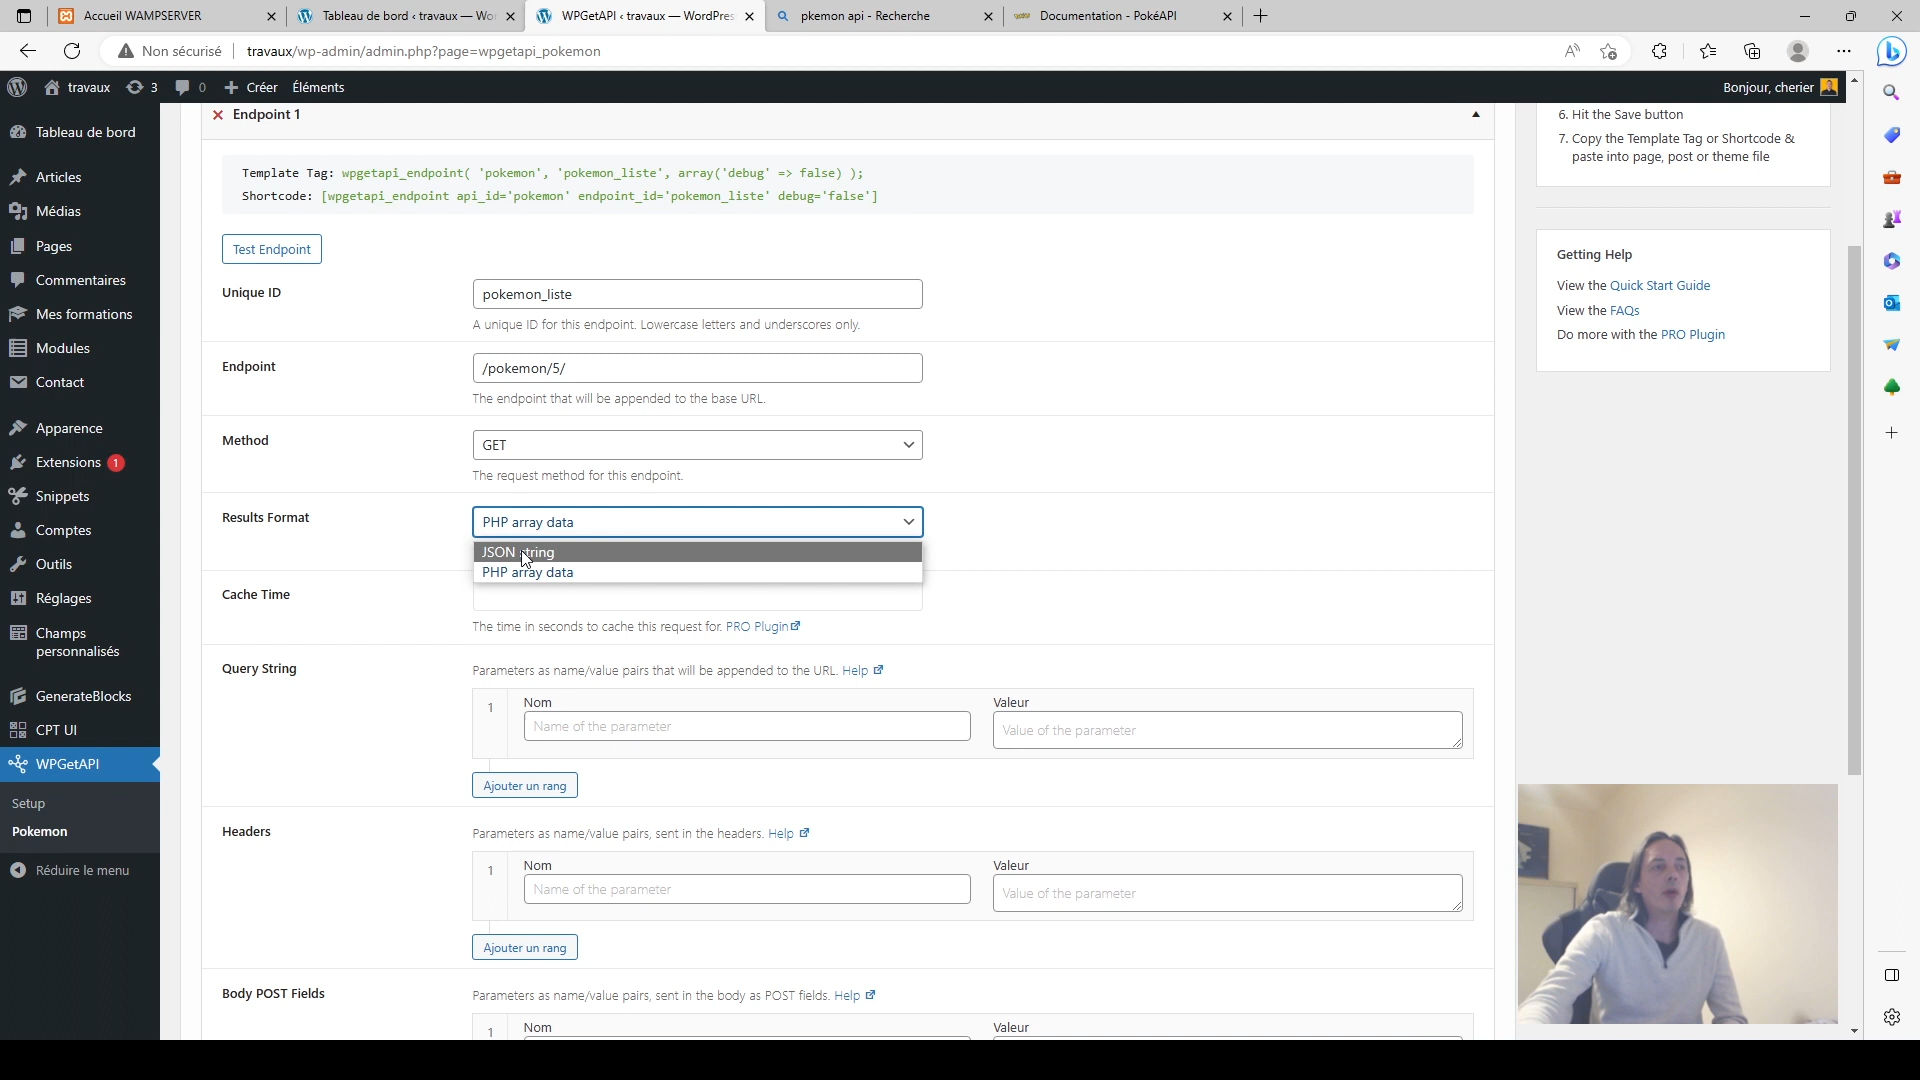 Accueil WAMPSERVER
Tableau de bord ‹ travaux — Wor
WPGetAPI ‹ travaux — WordPress
pkemon api - Recherche
Documentation - PokéAPI
Non sécurisé
travaux/wp-admin/admin.php?page=wpgetapi_pokemon
travaux
3
0
Créer
Éléments
Bonjour, cherier
Tableau de bord
Articles
Médias
Pages
Commentaires
Mes formations
Modules
Contact
Apparence
Extensions 1
Snippets
Comptes
Outils
Réglages
Champs
personnalisés
GenerateBlocks
CPT UI
WPGetAPI
Setup
Pokemon
Réduire le menu
Endpoint 1
Template Tag: wpgetapi_endpoint( 'pokemon', 'pokemon_liste', array('debug' => false) );
Shortcode: [wpgetapi_endpoint api_id='pokemon' endpoint_id='pokemon_liste' debug='false']
Test Endpoint
Unique ID
pokemon_liste
A unique ID for this endpoint. Lowercase letters and underscores only.
Endpoint
/pokemon/5/
The endpoint that will be appended to the base URL.
Method
GET
The request method for this endpoint.
Results Format
PHP array data
JSON string
PHP array data
Cache Time
The time in seconds to cache this request for. PRO Plugin
Query String
Parameters as name/value pairs that will be appended to the URL. Help
1
Nom
Valeur
Name of the parameter
Value of the parameter
Ajouter un rang
Headers
Parameters as name/value pairs, sent in the headers. Help
1
Nom
Valeur
Name of the parameter
Value of the parameter
Ajouter un rang
Body POST Fields
Parameters as name/value pairs, sent in the body as POST fields. Help
1
Nom
Valeur
6. Hit the Save button
7. Copy the Template Tag or Shortcode &
paste into page, post or theme file
Getting Help
View the Quick Start Guide
View the FAQs
Do more with the PRO Plugin